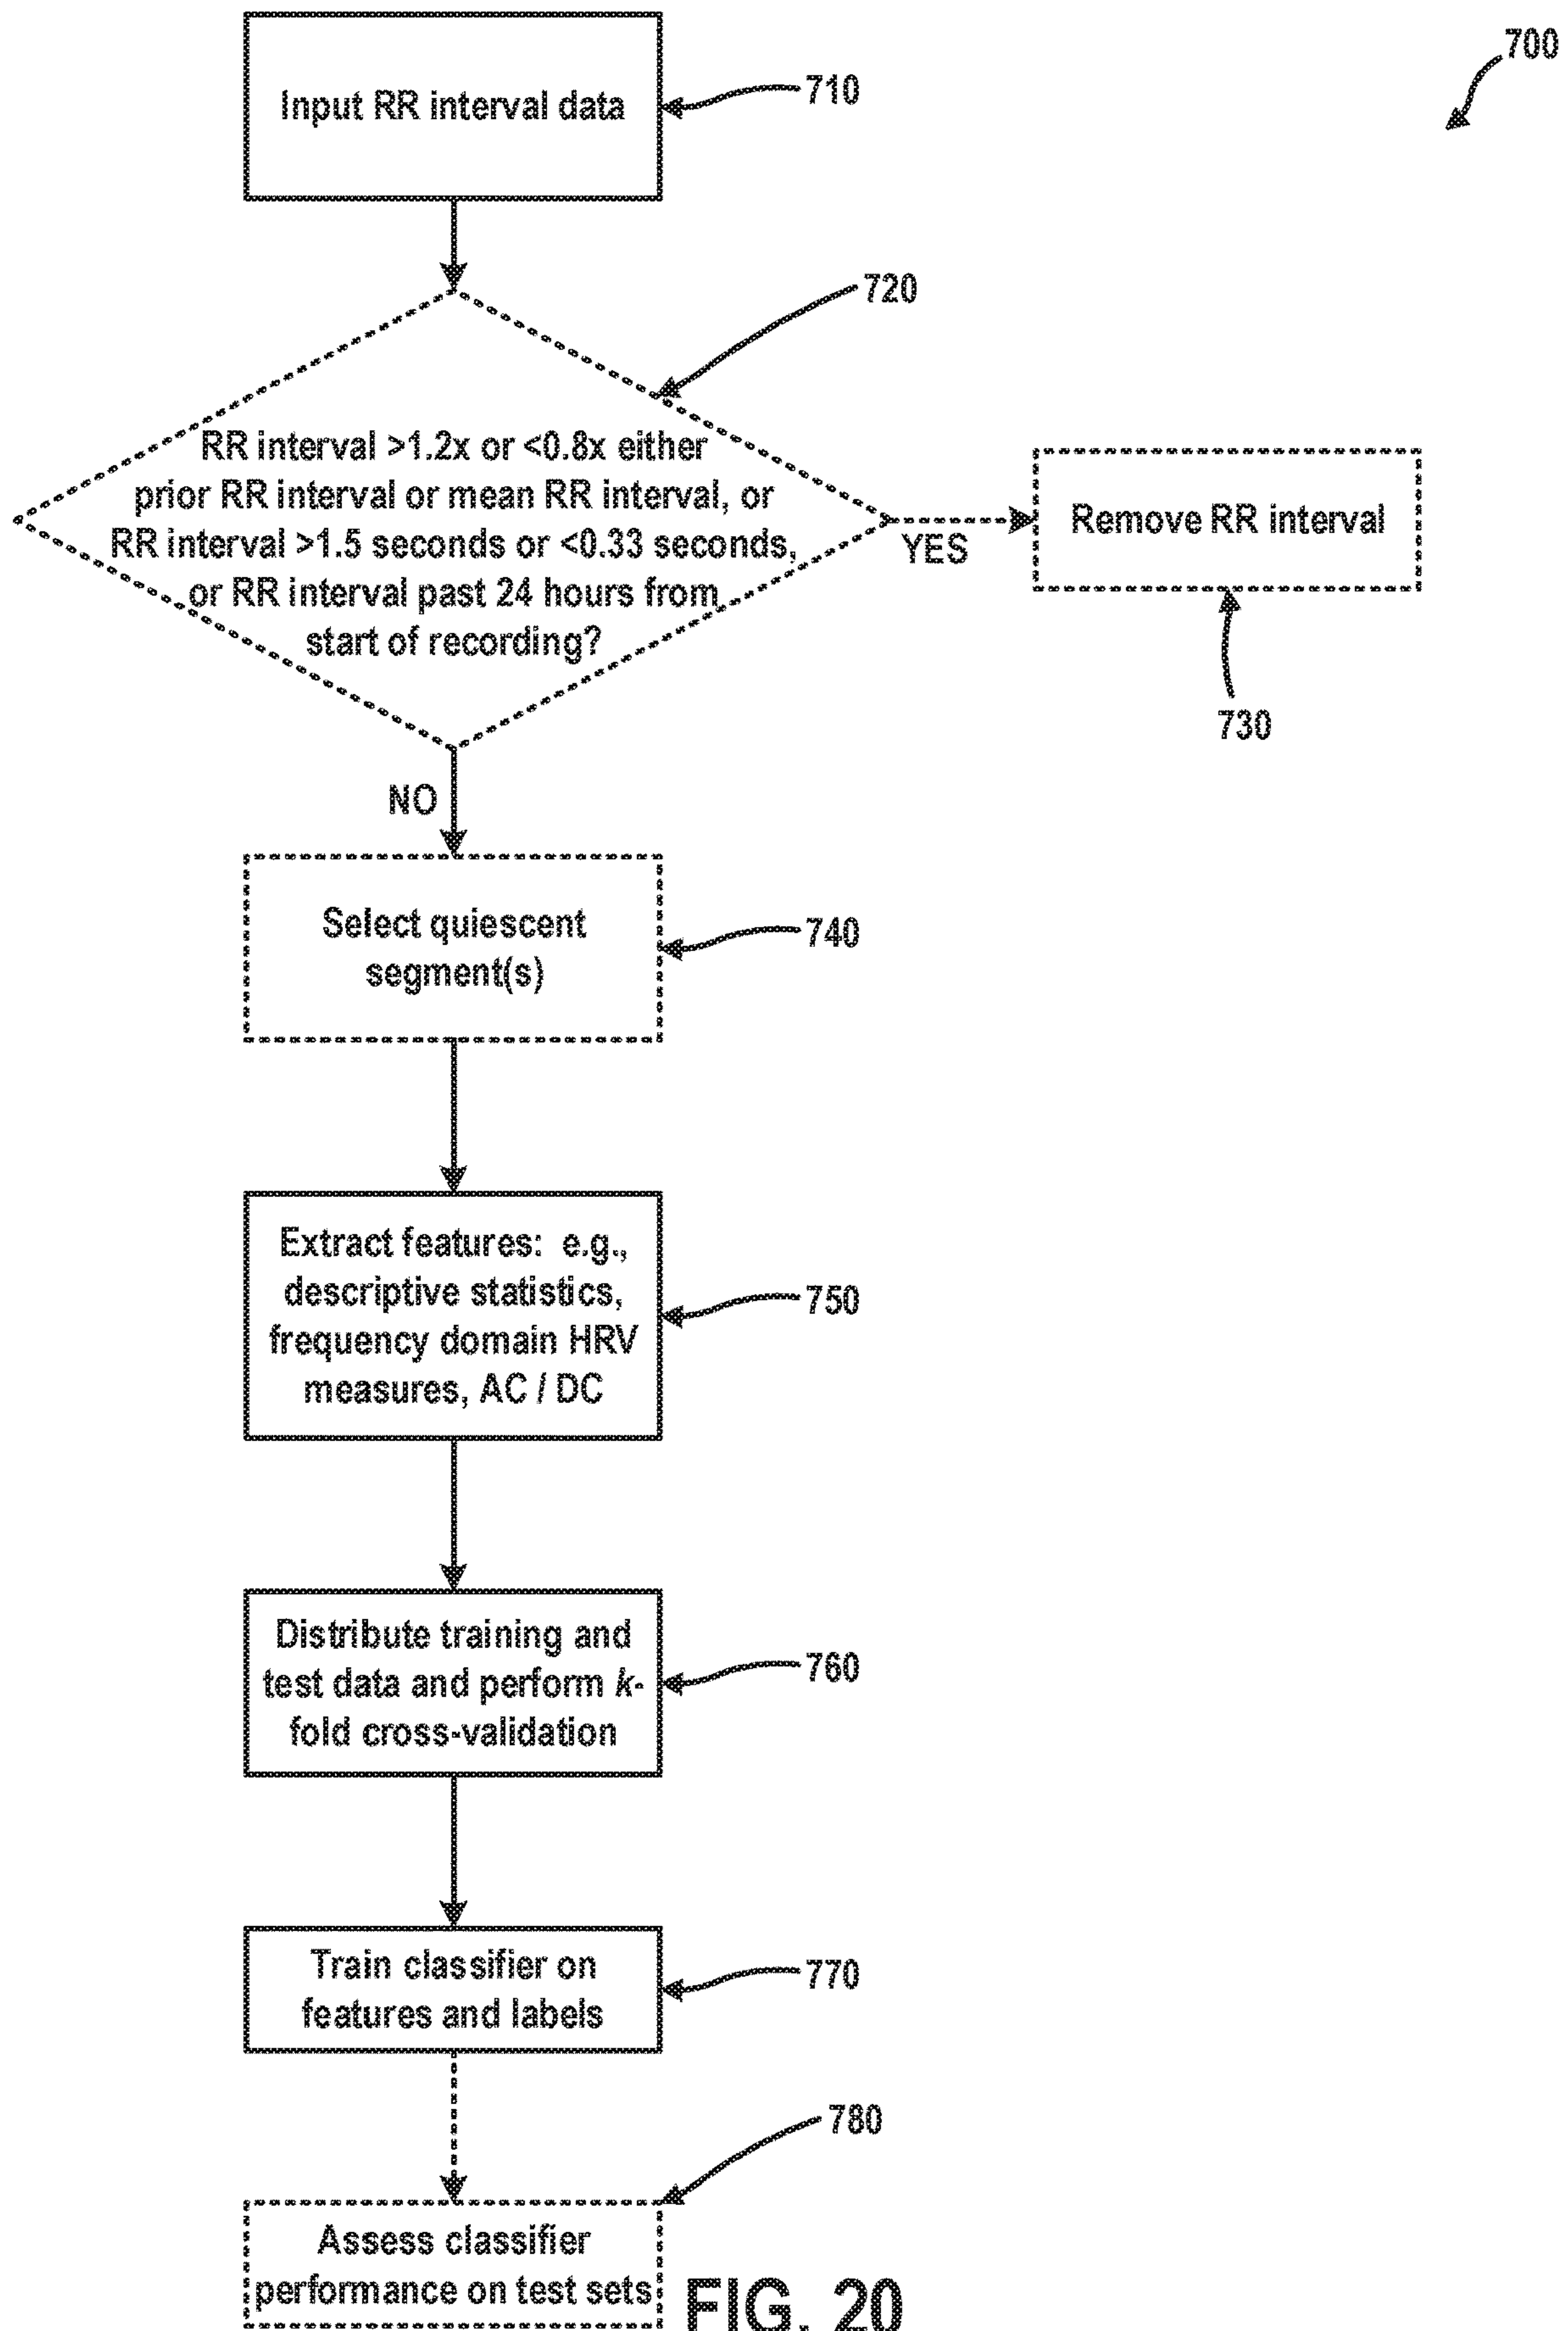 700
Input RR interval data
710
720
RR interval >1.2x or <0.8x either
prior RR interval or mean RR interval, or
RR interval >1.5 seconds or <0.33 seconds,
or RR interval past 24 hours from
start of recording?
YES
Remove RR interval
730
NO
Select quiescent
segment(s)
740
Extract features: e.g.,
descriptive statistics,
frequency domain HRV
measures, AC / DC
750
Distribute training and
test data and perform k-
fold cross-validation
760
Train classifier on
features and labels
770
780
Assess classifier
performance on test sets
FIG. 20